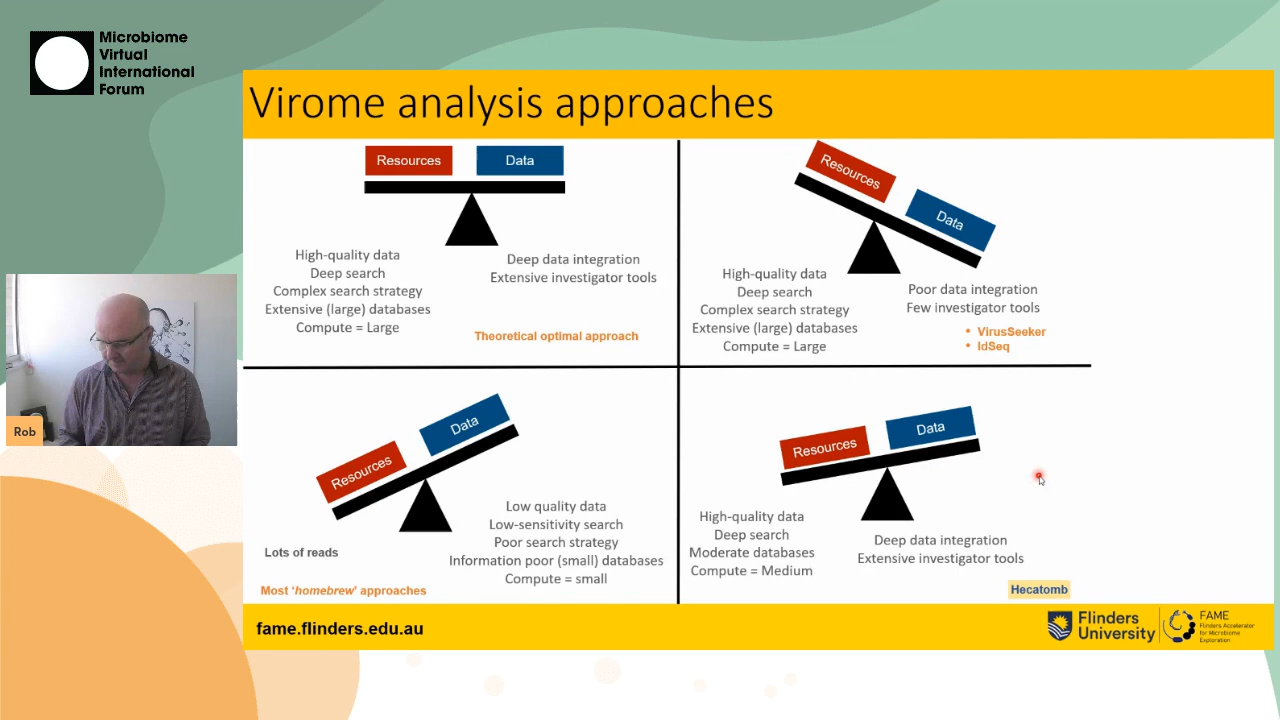 Microbiome
Virtual
International
Forum
Virome analysis approaches
Resources
Data
High-quality data
Deep search
Complex search strategy
Extensive (large) databases
Compute = Large
Deep data integration
Extensive investigator tools
Theoretical optimal approach
Resources
Data
High-quality data
Deep search
Complex search strategy
Extensive (large) databases
Compute = Large
Poor data integration
Few investigator tools
• VirusSeeker
• IdSeq
Rob
Resources
Data
Lots of reads
Low quality data
Low-sensitivity search
Poor search strategy
Information poor (small) databases
Compute = small
Most 'homebrew' approaches
Resources
Data
High-quality data
Deep search
Moderate databases
Compute = Medium
Deep data integration
Extensive investigator tools
Hecatomb
fame.flinders.edu.au
Flinders
University
FAME
Flinders Accelerator
for Microbiome
Exploration